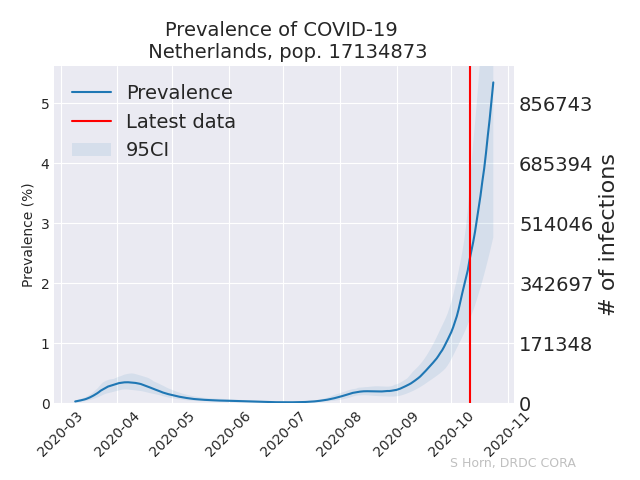 Prevalence of COVID-19
Netherlands, pop. 17134873
Prevalence
Latest data
95CI
Prevalence (%)
5
4
3
2
1
0
856743
685394
514046
342697
171348
0
# of infections
2020-03
2020-04
2020-05
2020-06
2020-07
2020-08
2020-09
2020-10
2020-11
S Horn, DRDC CORA